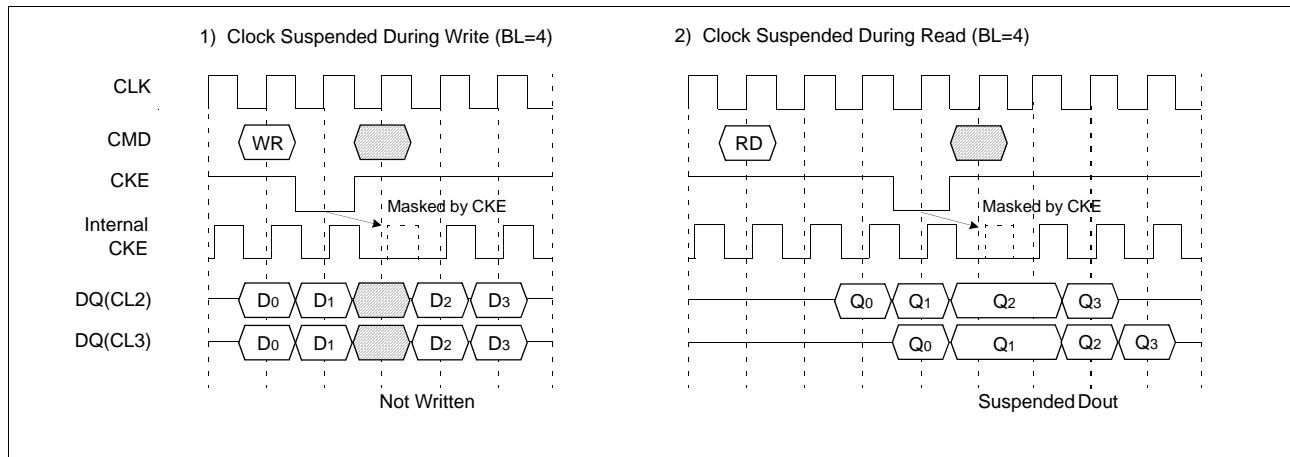 1) Clock Suspended During Write (BL=4)
2) Clock Suspended During Read (BL=4)
CLK
CMD WR RD
CKE
Masked by CKE Masked by CKE
Internal
CKE
DQ(CL2) D0 D1 D2 D3 Q0 Q1 Q2 Q3
DQ(CL3) D0 D1 D2 D3 Q0 Q1 Q2 Q3
Not Written Suspended Dout